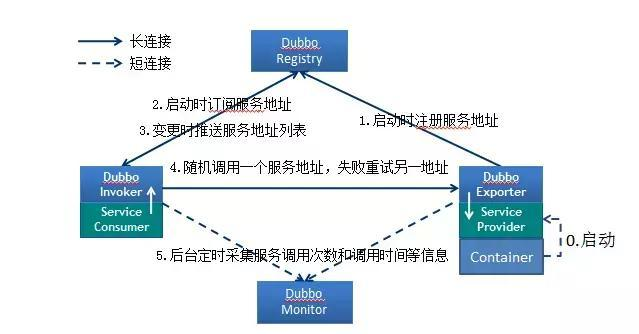 长连接
短连接
Dubbo
Registry
2.启动时订阅服务地址
3.变更时推送服务地址列表
1.启动时注册服务地址
4.随机调用一个服务地址，失败重试另一地址
Dubbo
Invoker
Service
Consumer
Dubbo
Exporter
Service
Provider
Container
0.启动
5.后台定时采集服务调用次数和调用时间等信息
Dubbo
Monitor